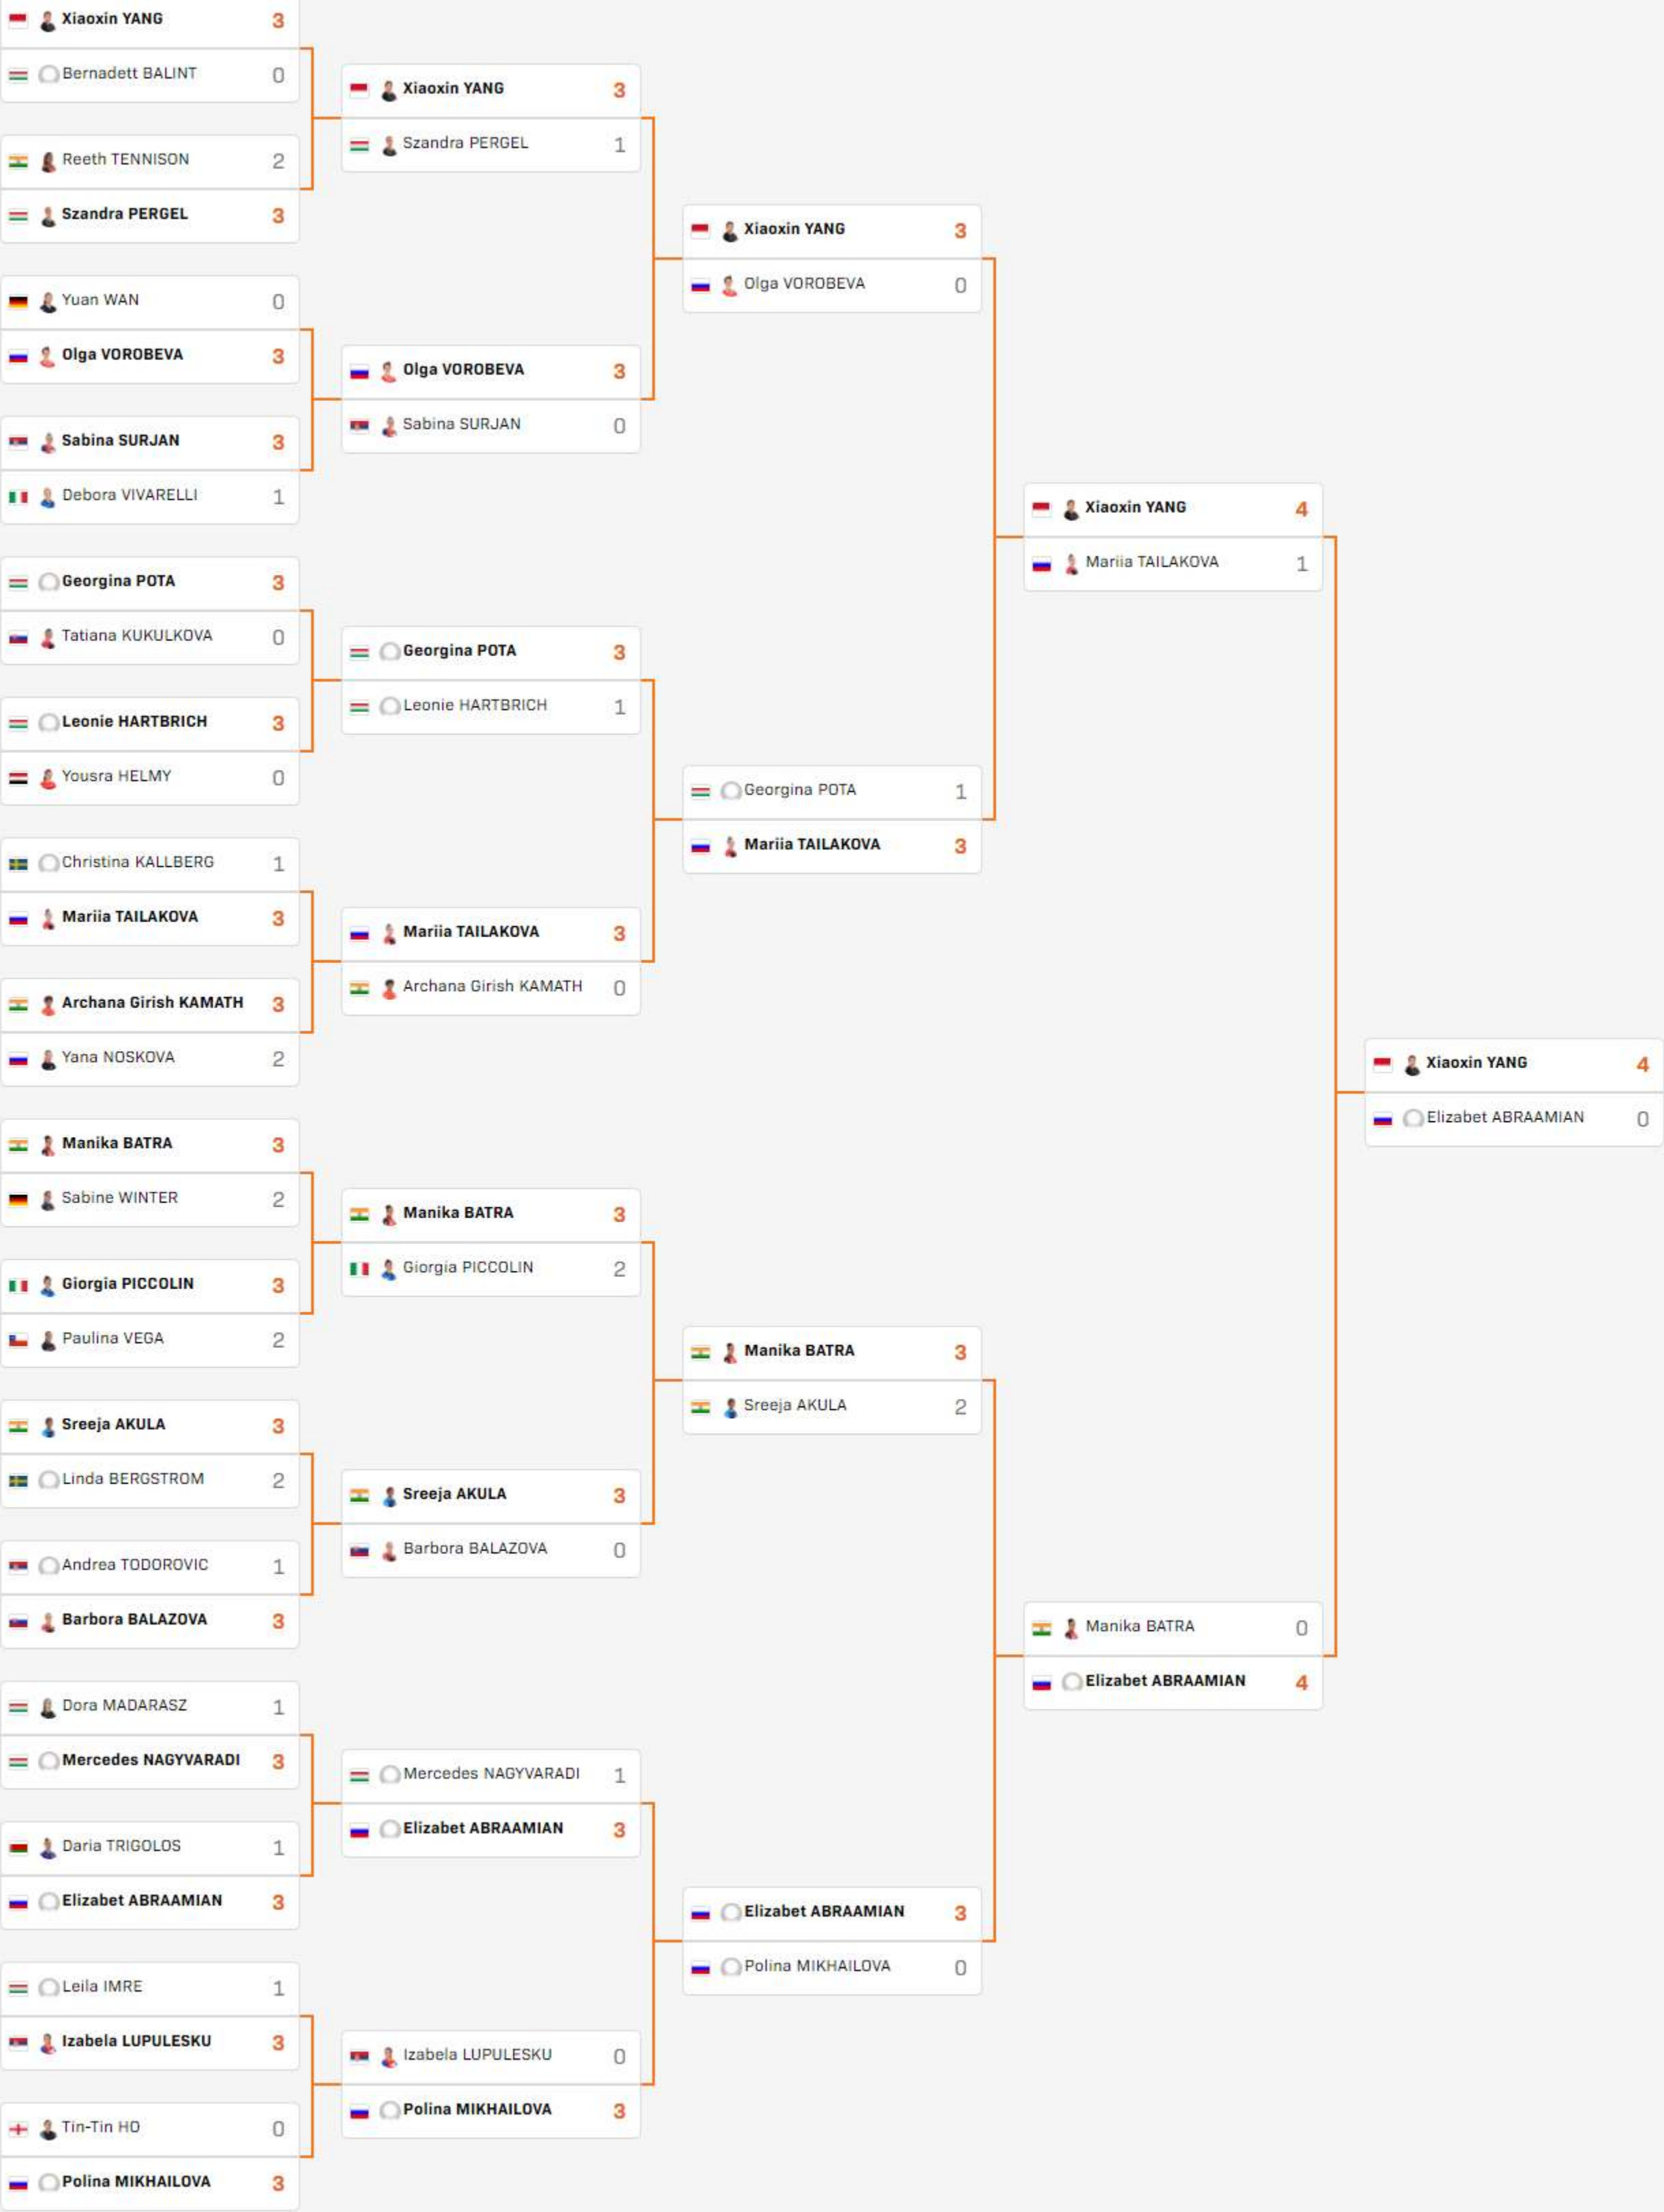 Xiaoxin YANG 3
Bernadett BALINT 0
Reeth TENNISON 2
Szandra PERGEL 3
Yuan WAN 0
Olga VOROBEVA 3
Sabina SURJAN 3
Debora VIVARELLI 1
Georgina POTA 3
Tatiana KUKULKOVA 0
Leonie HARTBRICH 3
Yousra HELMY 0
Christina KALLBERG 1
Mariia TAILAKOVA 3
Archana Girish KAMATH 3
Yana NOSKOVA 2
Manika BATRA 3
Sabine WINTER 2
Giorgia PICCOLIN 3
Paulina VEGA 2
Sreeja AKULA 3
Linda BERGSTROM 2
Andrea TODOROVIC 1
Barbora BALAZOVA 3
Dora MADARASZ 1
Mercedes NAGYVARADI 3
Daria TRIGOLOS 1
Elizabet ABRAAMIAN 3
Leila IMRE 1
Izabela LUPULESKU 3
Tin-Tin HO 0
Polina MIKHAILOVA 3
Xiaoxin YANG 3
Szandra PERGEL 1
Olga VOROBEVA 3
Sabina SURJAN 0
Georgina POTA 3
Leonie HARTBRICH 1
Mariia TAILAKOVA 3
Archana Girish KAMATH 0
Manika BATRA 3
Giorgia PICCOLIN 2
Sreeja AKULA 3
Barbora BALAZOVA 0
Mercedes NAGYVARADI 1
Elizabet ABRAAMIAN 3
Izabela LUPULESKU 0
Polina MIKHAILOVA 3
Xiaoxin YANG 3
Olga VOROBEVA 0
Georgina POTA 1
Mariia TAILAKOVA 3
Manika BATRA 3
Sreeja AKULA 2
Elizabet ABRAAMIAN 3
Polina MIKHAILOVA 0
Xiaoxin YANG 4
Mariia TAILAKOVA 1
Manika BATRA 0
Elizabet ABRAAMIAN 4
Xiaoxin YANG 4
Elizabet ABRAAMIAN 0